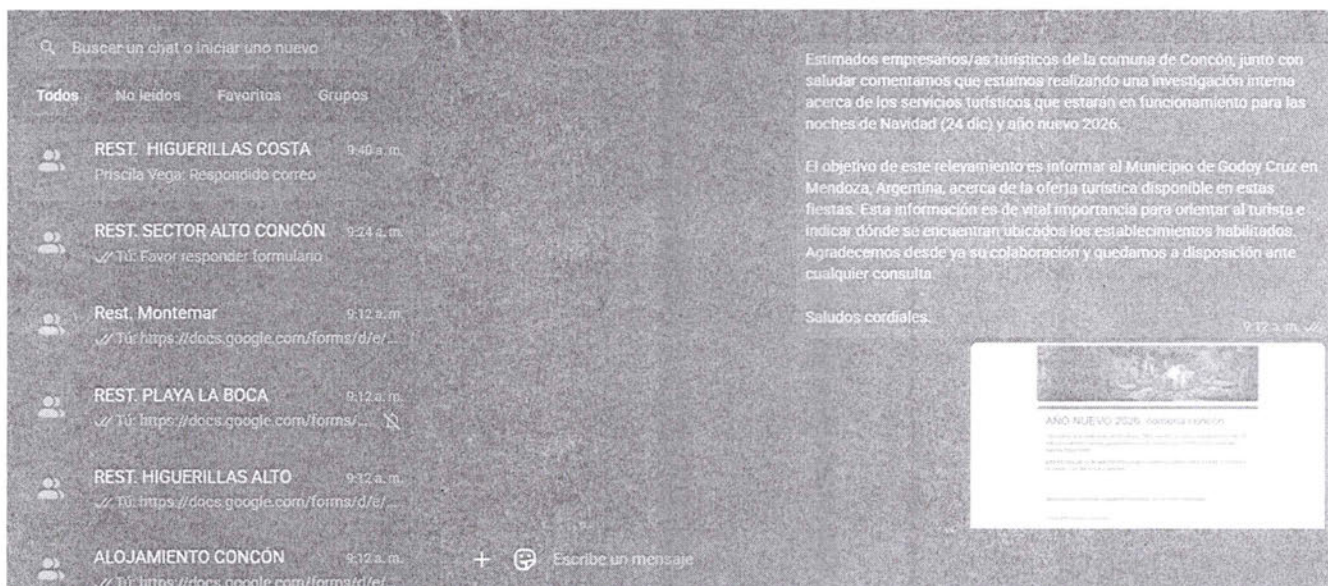 Buscar un chat o iniciar uno nuevo
Todos No leídos Favoritos Grupos
REST. HIGUERILLAS COSTA 9:40 a. m.
Priscila Vega: Respondido correo
REST. SECTOR ALTO CONCÓN 9:24 a. m.
Tú: Favor responder formulario
Rest. Montemar 9:12 a. m.
Tú: https://docs.google.com/forms/d/e/...
REST. PLAYA LA BOCA 9:12 a. m.
Tú: https://docs.google.com/forms/...
REST. HIGUERILLAS ALTO 9:12 a. m.
Tú: https://docs.google.com/forms/d/e/...
ALOJAMIENTO CONCÓN 9:12 a. m.
Tú: https://docs.google.com/forms/d/e/...
Estimados empresarios/as turísticos de la comuna de Concón, junto con
saludar comentamos que estamos realizando una investigación interna
acerca de los servicios turísticos que estarán en funcionamiento para las
noches de Navidad (24 dic) y año nuevo 2026.
El objetivo de este relevamiento es informar al Municipio de Godoy Cruz en
Mendoza, Argentina, acerca de la oferta turística disponible en estas
fiestas. Esta información es de vital importancia para orientar al turista e
indicar dónde se encuentran ubicados los establecimientos habilitados.
Agradecemos desde ya su colaboración y quedamos a disposición ante
cualquier consulta
Saludos cordiales.
9:12 a. m.
AÑO NUEVO 2026, comuna Concón
Escribe un mensaje